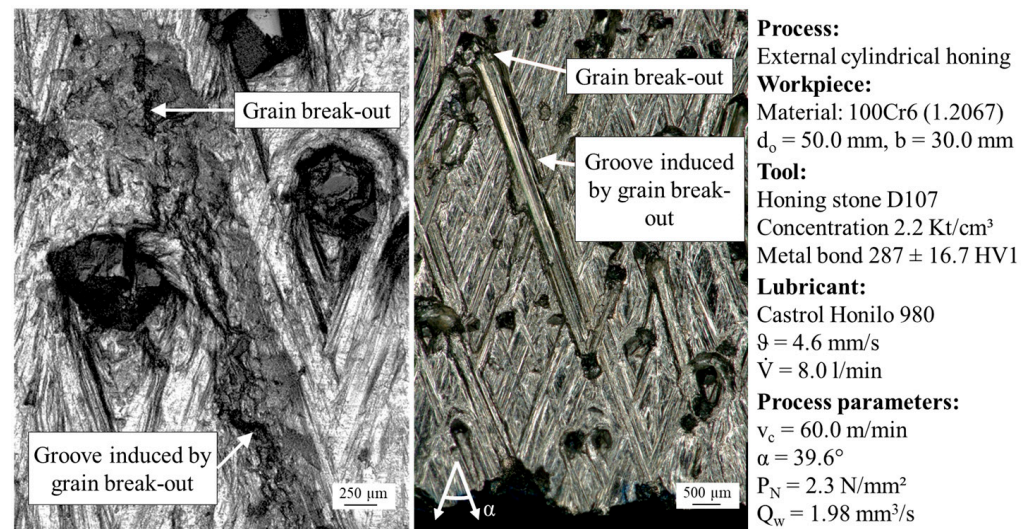 Grain break-out
Groove induced by
grain break-out
250 μm
Grain break-out
Groove induced
by grain break-
out
α
500 μm
Process:
External cylindrical honing
Workpiece:
Material: 100Cr6 (1.2067)
dₒ = 50.0 mm, b = 30.0 mm
Tool:
Honing stone D107
Concentration 2.2 Kt/cm³
Metal bond 287 ± 16.7 HV1
Lubricant:
Castrol Honilo 980
ϑ = 4.6 mm/s
V̇ = 8.0 l/min
Process parameters:
v꜀ = 60.0 m/min
α = 39.6°
P_N = 2.3 N/mm²
Q_w = 1.98 mm³/s